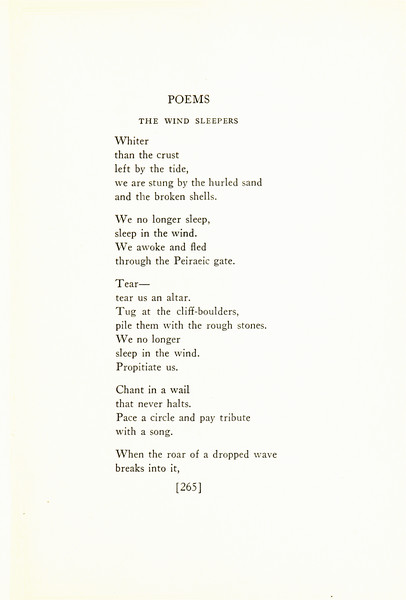 POEMS
THE WIND SLEEPERS
Whiter
than the crust
left by the tide,
we are stung by the hurled sand
and the broken shells.
We no longer sleep,
sleep in the wind.
We awoke and fled
through the Peiraeic gate.
Tear—
tear us an altar.
Tug at the cliff-boulders,
pile them with the rough stones.
We no longer
sleep in the wind.
Propitiate us.
Chant in a wail
that never halts.
Pace a circle and pay tribute
with a song.
When the roar of a dropped wave
breaks into it,
[265]